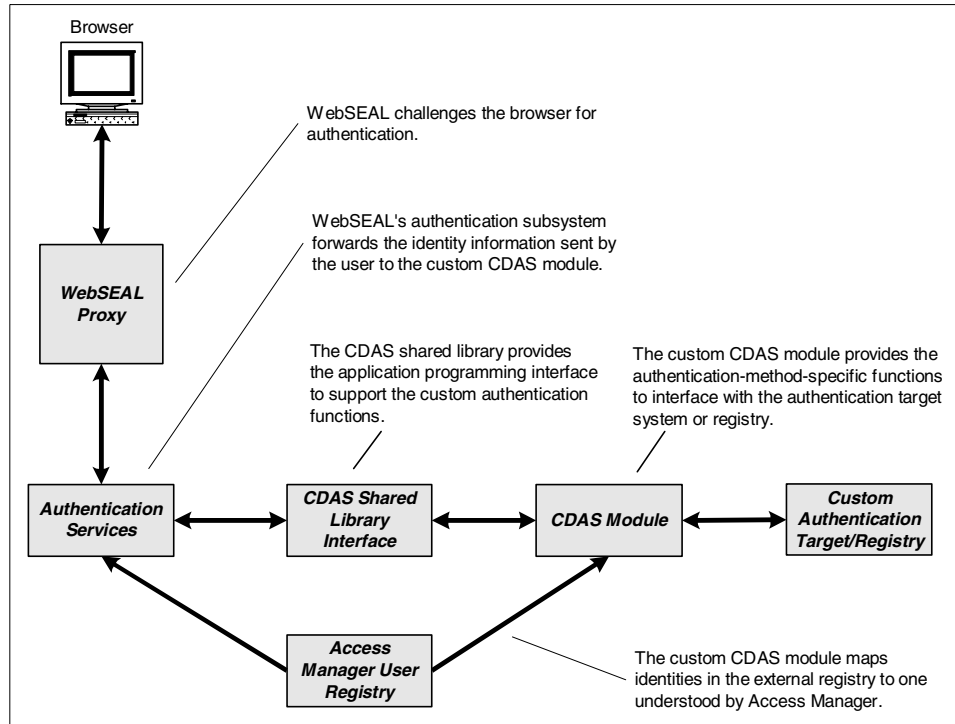 Browser
WebSEAL challenges the browser for
authentication.
WebSEAL's authentication subsystem
forwards the identity information sent by
the user to the custom CDAS module.
WebSEAL
Proxy
The CDAS shared library provides
the application programming interface
to support the custom authentication
functions.
The custom CDAS module provides the
authentication-method-specific functions
to interface with the authentication target
system or registry.
Authentication
Services
CDAS Shared
Library
Interface
CDAS Module
Custom
Authentication
Target/Registry
Access
Manager User
Registry
The custom CDAS module maps
identities in the external registry to one
understood by Access Manager.